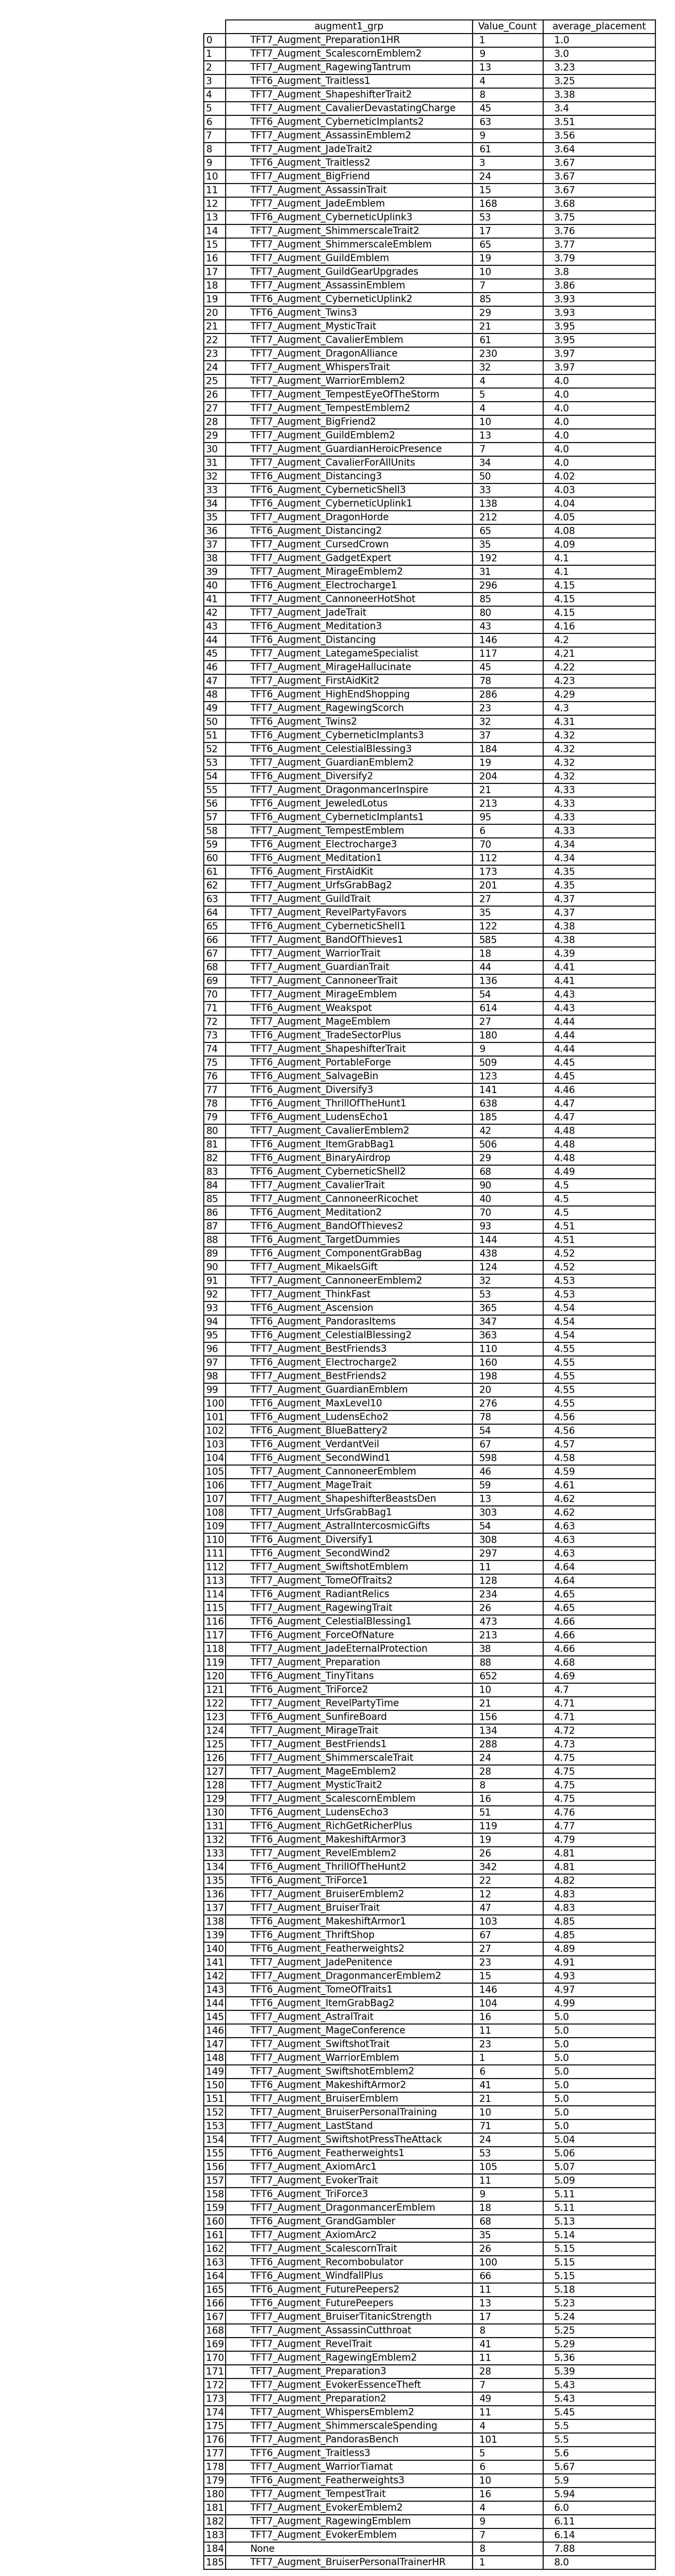 augment1_grp Value_Count average_placement
0 TFT7_Augment_Preparation1HR 1 1.0
1 TFT7_Augment_ScalescornEmblem2 9 3.0
2 TFT7_Augment_RagewingTantrum 13 3.23
3 TFT6_Augment_Traitless1 4 3.25
4 TFT7_Augment_ShapeshifterTrait2 8 3.38
5 TFT7_Augment_CavalierDevastatingCharge 45 3.4
6 TFT6_Augment_CyberneticImplants2 63 3.51
7 TFT7_Augment_AssassinEmblem2 9 3.56
8 TFT7_Augment_JadeTrait2 61 3.64
9 TFT6_Augment_Traitless2 3 3.67
10 TFT7_Augment_BigFriend 24 3.67
11 TFT7_Augment_AssassinTrait 15 3.67
12 TFT7_Augment_JadeEmblem 168 3.68
13 TFT6_Augment_CyberneticUplink3 53 3.75
14 TFT7_Augment_ShimmerscaleTrait2 17 3.76
15 TFT7_Augment_ShimmerscaleEmblem 65 3.77
16 TFT7_Augment_GuildEmblem 19 3.79
17 TFT7_Augment_GuildGearUpgrades 10 3.8
18 TFT7_Augment_AssassinEmblem 7 3.86
19 TFT6_Augment_CyberneticUplink2 85 3.93
20 TFT6_Augment_Twins3 29 3.93
21 TFT7_Augment_MysticTrait 21 3.95
22 TFT7_Augment_CavalierEmblem 61 3.95
23 TFT7_Augment_DragonAlliance 230 3.97
24 TFT7_Augment_WhispersTrait 32 3.97
25 TFT7_Augment_WarriorEmblem2 4 4.0
26 TFT7_Augment_TempestEyeOfTheStorm 5 4.0
27 TFT7_Augment_TempestEmblem2 4 4.0
28 TFT7_Augment_BigFriend2 10 4.0
29 TFT7_Augment_GuildEmblem2 13 4.0
30 TFT7_Augment_GuardianHeroicPresence 7 4.0
31 TFT7_Augment_CavalierForAllUnits 34 4.0
32 TFT6_Augment_Distancing3 50 4.02
33 TFT6_Augment_CyberneticShell3 33 4.03
34 TFT6_Augment_CyberneticUplink1 138 4.04
35 TFT7_Augment_DragonHorde 212 4.05
36 TFT6_Augment_Distancing2 65 4.08
37 TFT7_Augment_CursedCrown 35 4.09
38 TFT7_Augment_GadgetExpert 192 4.1
39 TFT7_Augment_MirageEmblem2 31 4.1
40 TFT6_Augment_Electrocharge1 296 4.15
41 TFT7_Augment_CannoneerHotShot 85 4.15
42 TFT7_Augment_JadeTrait 80 4.15
43 TFT6_Augment_Meditation3 43 4.16
44 TFT6_Augment_Distancing 146 4.2
45 TFT7_Augment_LategameSpecialist 117 4.21
46 TFT7_Augment_MirageHallucinate 45 4.22
47 TFT7_Augment_FirstAidKit2 78 4.23
48 TFT6_Augment_HighEndShopping 286 4.29
49 TFT7_Augment_RagewingScorch 23 4.3
50 TFT6_Augment_Twins2 32 4.31
51 TFT6_Augment_CyberneticImplants3 37 4.32
52 TFT6_Augment_CelestialBlessing3 184 4.32
53 TFT7_Augment_GuardianEmblem2 19 4.32
54 TFT6_Augment_Diversify2 204 4.32
55 TFT7_Augment_DragonmancerInspire 21 4.33
56 TFT6_Augment_JeweledLotus 213 4.33
57 TFT6_Augment_CyberneticImplants1 95 4.33
58 TFT7_Augment_TempestEmblem 6 4.33
59 TFT6_Augment_Electrocharge3 70 4.34
60 TFT6_Augment_Meditation1 112 4.34
61 TFT6_Augment_FirstAidKit 173 4.35
62 TFT7_Augment_UrfsGrabBag2 201 4.35
63 TFT7_Augment_GuildTrait 27 4.37
64 TFT7_Augment_RevelPartyFavors 35 4.37
65 TFT6_Augment_CyberneticShell1 122 4.38
66 TFT7_Augment_BandOfThieves1 585 4.38
67 TFT7_Augment_WarriorTrait 18 4.39
68 TFT7_Augment_GuardianTrait 44 4.41
69 TFT7_Augment_CannoneerTrait 136 4.41
70 TFT7_Augment_MirageEmblem 54 4.43
71 TFT6_Augment_Weakspot 614 4.43
72 TFT7_Augment_MageEmblem 27 4.44
73 TFT6_Augment_TradeSectorPlus 180 4.44
74 TFT7_Augment_ShapeshifterTrait 9 4.44
75 TFT6_Augment_PortableForge 509 4.45
76 TFT6_Augment_SalvageBin 123 4.45
77 TFT6_Augment_Diversify3 141 4.46
78 TFT6_Augment_ThrillOfTheHunt1 638 4.47
79 TFT6_Augment_LudensEcho1 185 4.47
80 TFT7_Augment_CavalierEmblem2 42 4.48
81 TFT6_Augment_ItemGrabBag1 506 4.48
82 TFT6_Augment_BinaryAirdrop 29 4.48
83 TFT6_Augment_CyberneticShell2 68 4.49
84 TFT7_Augment_CavalierTrait 90 4.5
85 TFT7_Augment_CannoneerRicochet 40 4.5
86 TFT6_Augment_Meditation2 70 4.5
87 TFT6_Augment_BandOfThieves2 93 4.51
88 TFT6_Augment_TargetDummies 144 4.51
89 TFT6_Augment_ComponentGrabBag 438 4.52
90 TFT7_Augment_MikaelsGift 124 4.52
91 TFT7_Augment_CannoneerEmblem2 32 4.53
92 TFT7_Augment_ThinkFast 53 4.53
93 TFT6_Augment_Ascension 365 4.54
94 TFT6_Augment_PandorasItems 347 4.54
95 TFT6_Augment_CelestialBlessing2 363 4.54
96 TFT7_Augment_BestFriends3 110 4.55
97 TFT6_Augment_Electrocharge2 160 4.55
98 TFT7_Augment_BestFriends2 198 4.55
99 TFT7_Augment_GuardianEmblem 20 4.55
100 TFT6_Augment_MaxLevel10 276 4.55
101 TFT6_Augment_LudensEcho2 78 4.56
102 TFT6_Augment_BlueBattery2 54 4.56
103 TFT6_Augment_VerdantVeil 67 4.57
104 TFT6_Augment_SecondWind1 598 4.58
105 TFT7_Augment_CannoneerEmblem 46 4.59
106 TFT7_Augment_MageTrait 59 4.61
107 TFT7_Augment_ShapeshifterBeastsDen 13 4.62
108 TFT7_Augment_UrfsGrabBag1 303 4.62
109 TFT7_Augment_AstralIntercosmicGifts 54 4.63
110 TFT6_Augment_Diversify1 308 4.63
111 TFT6_Augment_SecondWind2 297 4.63
112 TFT7_Augment_SwiftshotEmblem 11 4.64
113 TFT7_Augment_TomeOfTraits2 128 4.64
114 TFT6_Augment_RadiantRelics 234 4.65
115 TFT7_Augment_RagewingTrait 26 4.65
116 TFT6_Augment_CelestialBlessing1 473 4.66
117 TFT6_Augment_ForceOfNature 213 4.66
118 TFT7_Augment_JadeEternalProtection 38 4.66
119 TFT7_Augment_Preparation 88 4.68
120 TFT6_Augment_TinyTitans 652 4.69
121 TFT6_Augment_TriForce2 10 4.7
122 TFT7_Augment_RevelPartyTime 21 4.71
123 TFT6_Augment_SunfireBoard 156 4.71
124 TFT7_Augment_MirageTrait 134 4.72
125 TFT7_Augment_BestFriends1 288 4.73
126 TFT7_Augment_ShimmerscaleTrait 24 4.75
127 TFT7_Augment_MageEmblem2 28 4.75
128 TFT7_Augment_MysticTrait2 8 4.75
129 TFT7_Augment_ScalescornEmblem 16 4.75
130 TFT6_Augment_LudensEcho3 51 4.76
131 TFT6_Augment_RichGetRicherPlus 119 4.77
132 TFT6_Augment_MakeshiftArmor3 19 4.79
133 TFT7_Augment_RevelEmblem2 26 4.81
134 TFT6_Augment_ThrillOfTheHunt2 342 4.81
135 TFT6_Augment_TriForce1 22 4.82
136 TFT7_Augment_BruiserEmblem2 12 4.83
137 TFT7_Augment_BruiserTrait 47 4.83
138 TFT6_Augment_MakeshiftArmor1 103 4.85
139 TFT6_Augment_ThriftShop 67 4.85
140 TFT6_Augment_Featherweights2 27 4.89
141 TFT7_Augment_JadePenitence 23 4.91
142 TFT7_Augment_DragonmancerEmblem2 15 4.93
143 TFT6_Augment_TomeOfTraits1 146 4.97
144 TFT6_Augment_ItemGrabBag2 104 4.99
145 TFT7_Augment_AstralTrait 16 5.0
146 TFT7_Augment_MageConference 11 5.0
147 TFT7_Augment_SwiftshotTrait 23 5.0
148 TFT7_Augment_WarriorEmblem 1 5.0
149 TFT7_Augment_SwiftshotEmblem2 6 5.0
150 TFT6_Augment_MakeshiftArmor2 41 5.0
151 TFT7_Augment_BruiserEmblem 21 5.0
152 TFT7_Augment_BruiserPersonalTraining 10 5.0
153 TFT7_Augment_LastStand 71 5.0
154 TFT7_Augment_SwiftshotPressTheAttack 24 5.04
155 TFT6_Augment_Featherweights1 53 5.06
156 TFT7_Augment_AxiomArc1 105 5.07
157 TFT7_Augment_EvokerTrait 11 5.09
158 TFT6_Augment_TriForce3 9 5.11
159 TFT7_Augment_DragonmancerEmblem 18 5.11
160 TFT6_Augment_GrandGambler 68 5.13
161 TFT7_Augment_AxiomArc2 35 5.14
162 TFT7_Augment_ScalescornTrait 26 5.15
163 TFT6_Augment_Recombobulator 100 5.15
164 TFT6_Augment_WindfallPlus 66 5.15
165 TFT6_Augment_FuturePeepers2 11 5.18
166 TFT6_Augment_FuturePeepers 13 5.23
167 TFT7_Augment_BruiserTitanicStrength 17 5.24
168 TFT7_Augment_AssassinCutthroat 8 5.25
169 TFT7_Augment_RevelTrait 41 5.29
170 TFT7_Augment_RagewingEmblem2 11 5.36
171 TFT7_Augment_Preparation3 28 5.39
172 TFT7_Augment_EvokerEssenceTheft 7 5.43
173 TFT7_Augment_Preparation2 49 5.43
174 TFT7_Augment_WhispersEmblem2 11 5.45
175 TFT7_Augment_ShimmerscaleSpending 4 5.5
176 TFT6_Augment_PandorasBench 101 5.5
177 TFT6_Augment_Traitless3 5 5.6
178 TFT7_Augment_WarriorTiamat 6 5.67
179 TFT6_Augment_Featherweights3 10 5.9
180 TFT7_Augment_TempestTrait 16 5.94
181 TFT7_Augment_EvokerEmblem2 4 6.0
182 TFT7_Augment_RagewingEmblem 9 6.11
183 TFT7_Augment_EvokerEmblem 7 6.14
184 None 8 7.88
185 TFT7_Augment_BruiserPersonalTrainerHR 1 8.0